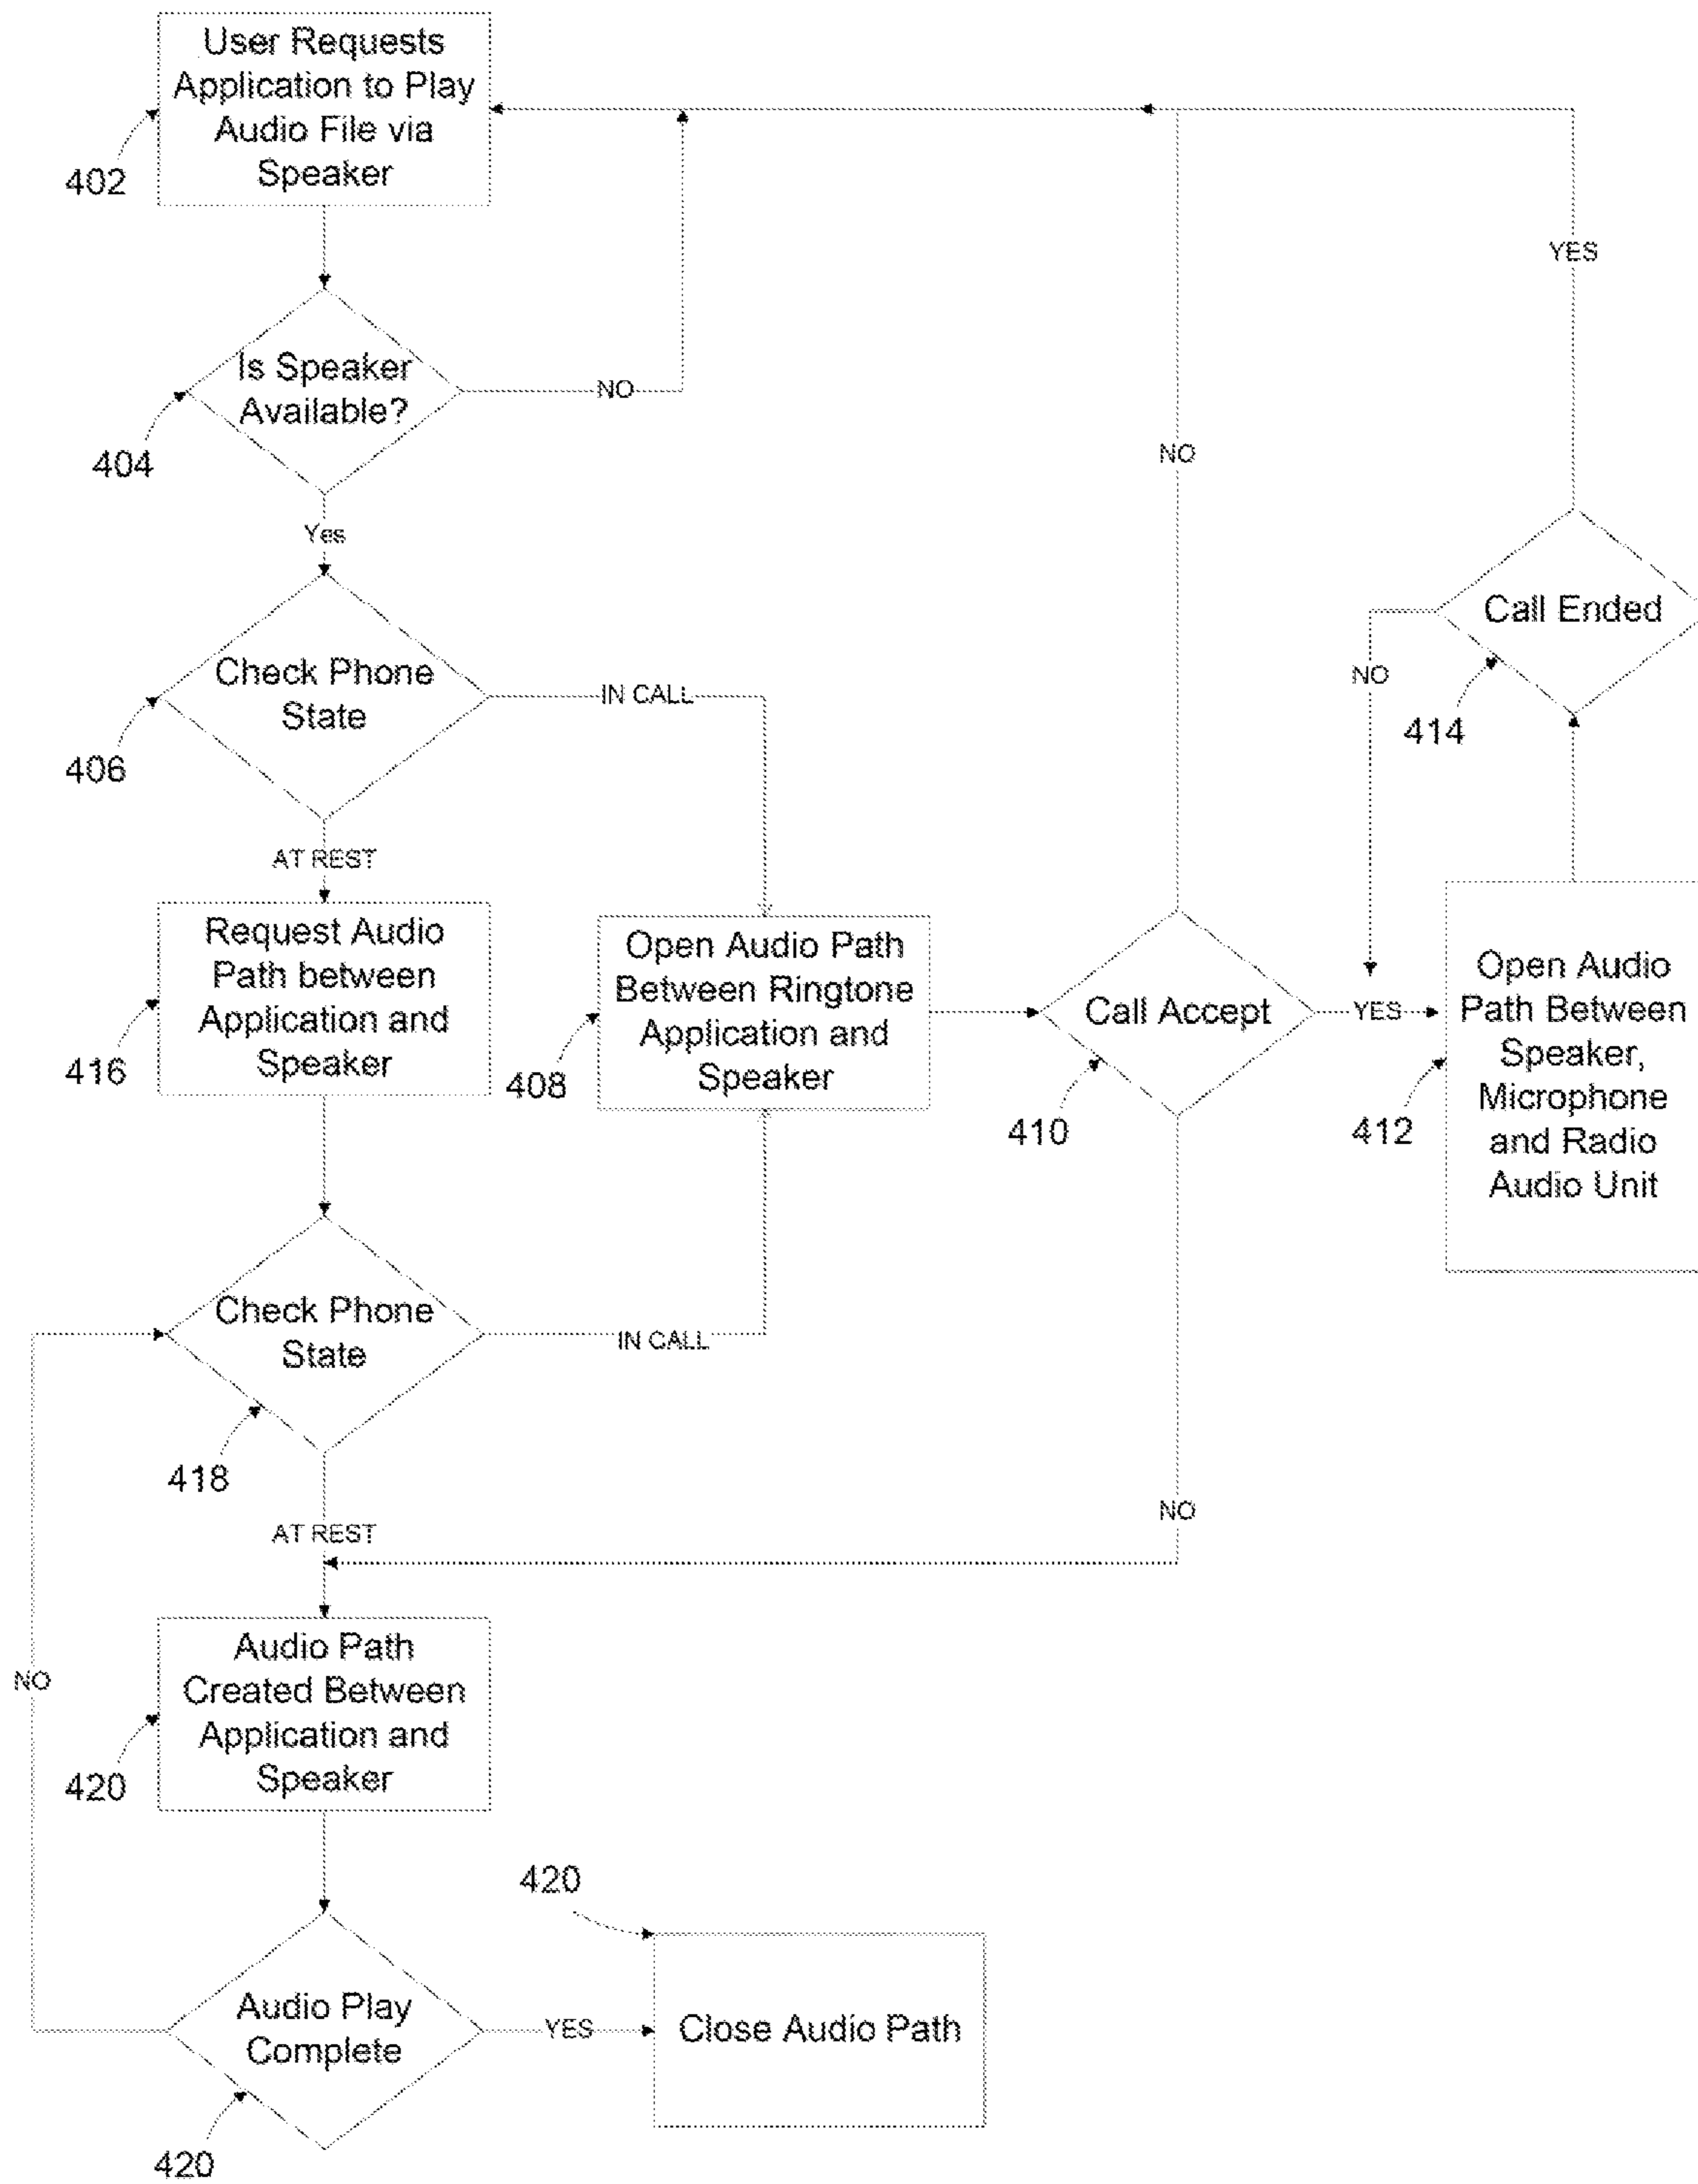 User Requests
Application to Play
Audio File via
Speaker
402
YES
Is Speaker
Available?
NO
404
NO
Yes
Call Ended
Check Phone
State
IN CALL
NO
414
406
AT REST
Request Audio
Path between
Application and
Speaker
416
Open Audio Path
Between Ringtone
Application and
Speaker
408
Call Accept
410
YES
Open Audio
Path Between
Speaker,
Microphone
and Radio
Audio Unit
412
Check Phone
State
IN CALL
418
NO
AT REST
Audio Path
Created Between
Application and
Speaker
NO
420
420
Audio Play
Complete
YES
Close Audio Path
420